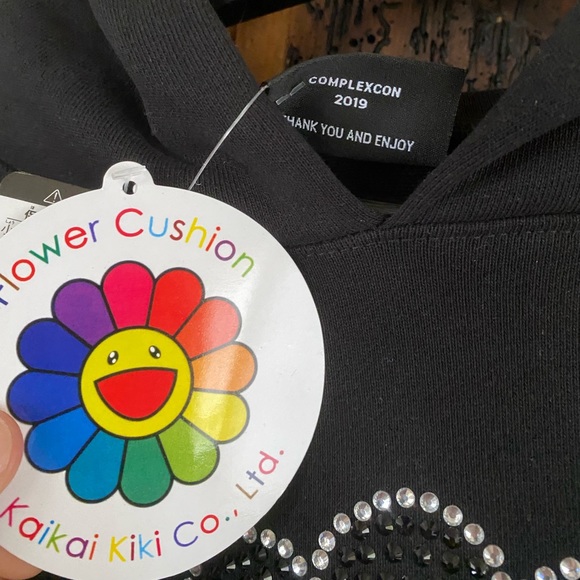 COMPLEXCON
2019
THANK YOU AND ENJOY
Flower Cushion
Kaikai Kiki Co., Ltd.